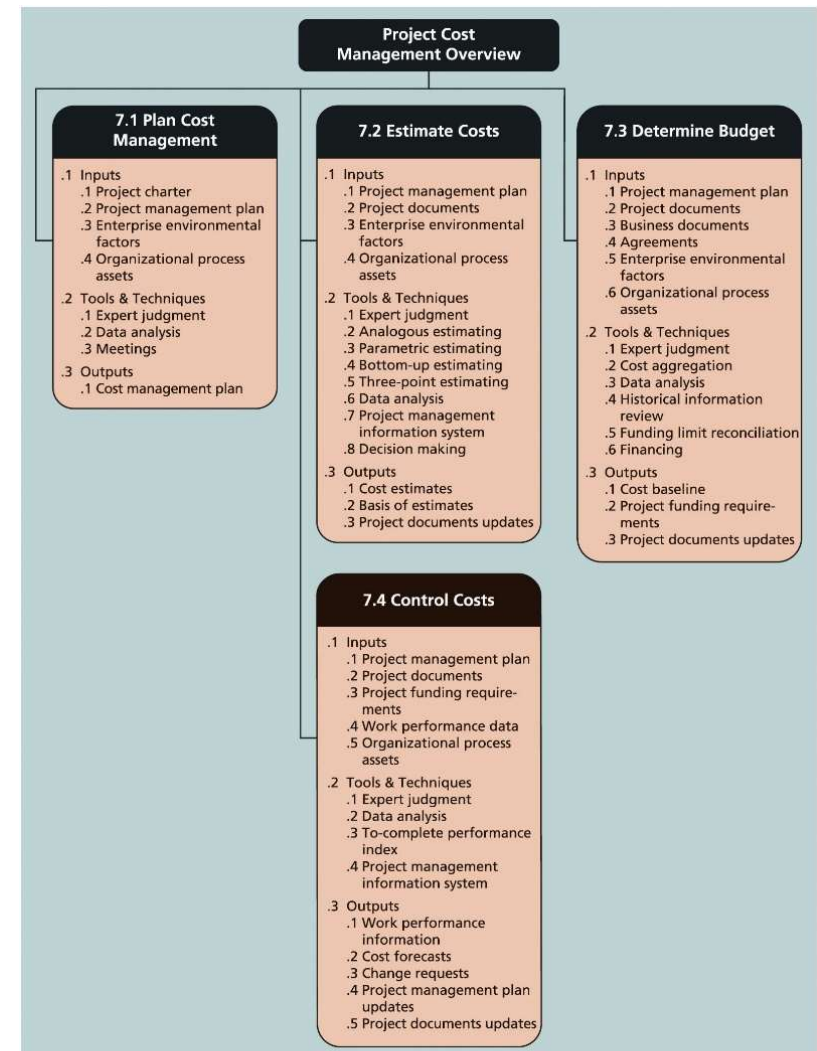 Project Cost
Management Overview
7.1 Plan Cost
Management
.1 Inputs
.1 Project charter
.2 Project management plan
.3 Enterprise environmental
factors
.4 Organizational process
assets
.2 Tools & Techniques
.1 Expert judgment
.2 Data analysis
.3 Meetings
.3 Outputs
.1 Cost management plan
7.2 Estimate Costs
.1 Inputs
.1 Project management plan
.2 Project documents
.3 Enterprise environmental
factors
.4 Organizational process
assets
.2 Tools & Techniques
.1 Expert judgment
.2 Analogous estimating
.3 Parametric estimating
.4 Bottom-up estimating
.5 Three-point estimating
.6 Data analysis
.7 Project management
information system
.8 Decision making
.3 Outputs
.1 Cost estimates
.2 Basis of estimates
.3 Project documents updates
7.3 Determine Budget
.1 Inputs
.1 Project management plan
.2 Project documents
.3 Business documents
.4 Agreements
.5 Enterprise environmental
factors
.6 Organizational process
assets
.2 Tools & Techniques
.1 Expert judgment
.2 Cost aggregation
.3 Data analysis
.4 Historical information
review
.5 Funding limit reconciliation
.6 Financing
.3 Outputs
.1 Cost baseline
.2 Project funding require-
ments
.3 Project documents updates
7.4 Control Costs
.1 Inputs
.1 Project management plan
.2 Project documents
.3 Project funding require-
ments
.4 Work performance data
.5 Organizational process
assets
.2 Tools & Techniques
.1 Expert judgment
.2 Data analysis
.3 To-complete performance
index
.4 Project management
information system
.3 Outputs
.1 Work performance
information
.2 Cost forecasts
.3 Change requests
.4 Project management plan
updates
.5 Project documents updates